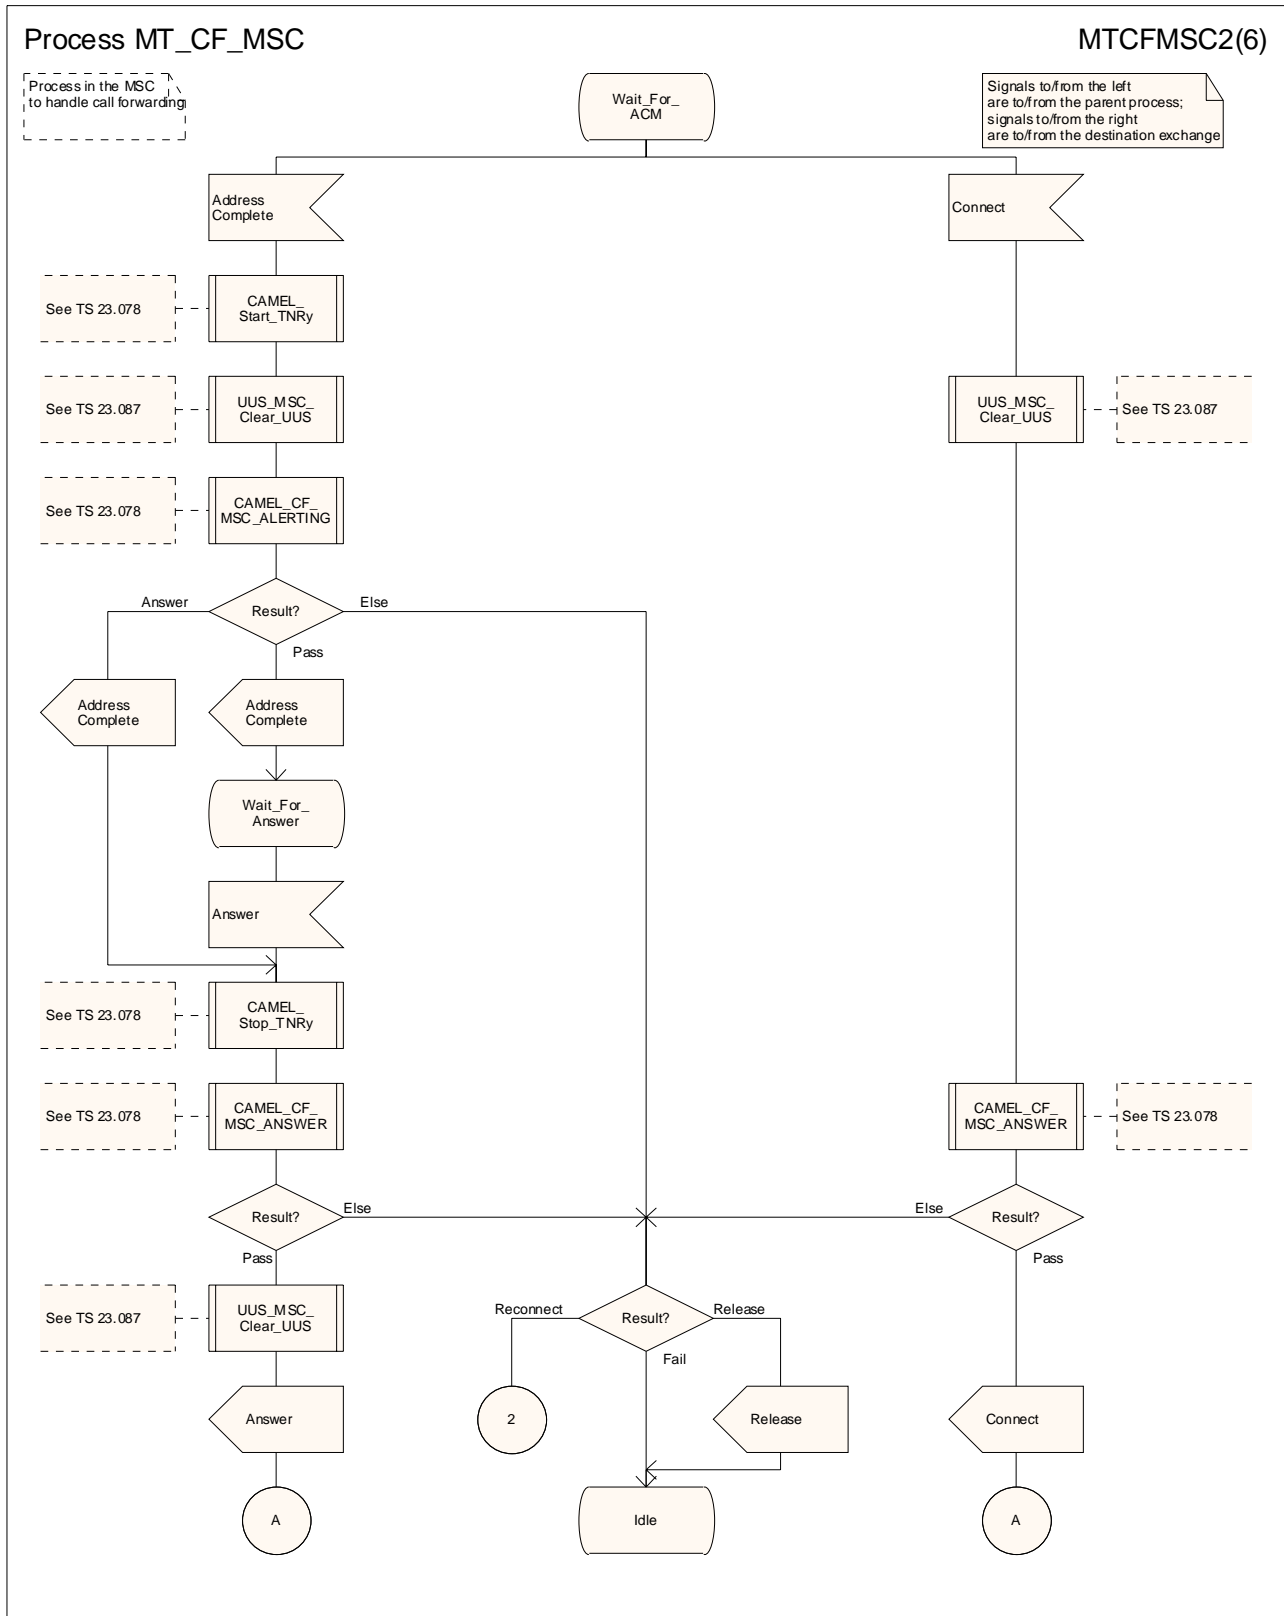 Process MT_CF_MSC
MTCFMSC2(6)
Process in the MSC
to handle call forwarding
Wait_For_
ACM
Signals to/from the left
are to/from the parent process;
signals to/from the right
are to/from the destination exchange
Address
Complete
Connect
See TS 23.078
CAMEL_
Start_TNRy
See TS 23.087
UUS_MSC_
Clear_UUS
UUS_MSC_
Clear_UUS
See TS 23.087
See TS 23.078
CAMEL_CF_
MSC_ALERTING
Answer
Result?
Else
Pass
Address
Complete
Address
Complete
Wait_For_
Answer
Answer
See TS 23.078
CAMEL_
Stop_TNRy
See TS 23.078
CAMEL_CF_
MSC_ANSWER
CAMEL_CF_
MSC_ANSWER
See TS 23.078
Result?
Else
Else
Result?
Pass
Pass
See TS 23.087
UUS_MSC_
Clear_UUS
Reconnect
Result?
Release
Fail
Answer
2
Release
Connect
A
Idle
A